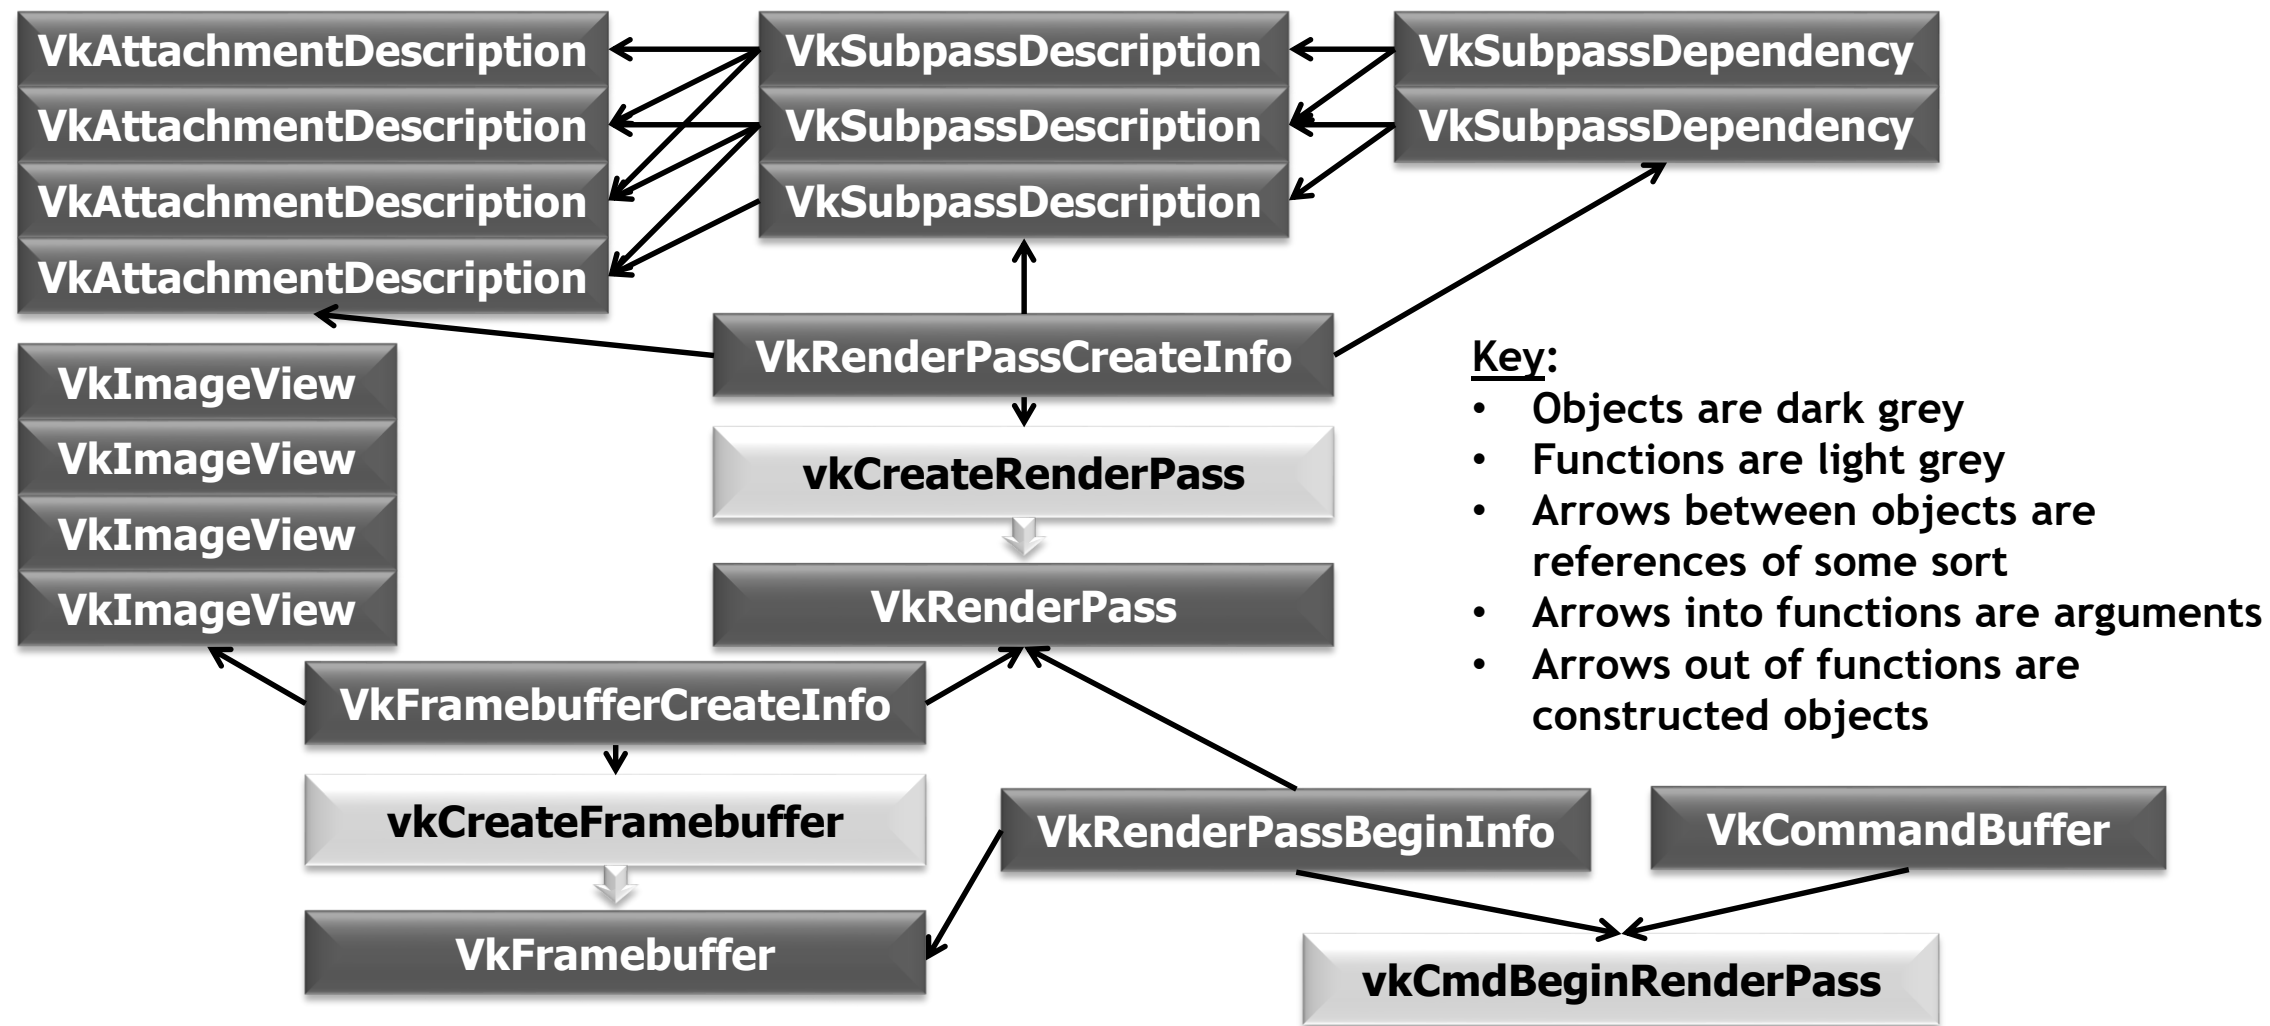 VkAttachmentDescription
VkAttachmentDescription
VkAttachmentDescription
VkAttachmentDescription
VkSubpassDescription
VkSubpassDescription
VkSubpassDescription
VkSubpassDependency
VkSubpassDependency
VkRenderPassCreateInfo
vkCreateRenderPass
VkRenderPass
VkImageView
VkImageView
VkImageView
VkImageView
VkFramebufferCreateInfo
vkCreateFramebuffer
VkFramebuffer
Key:
• Objects are dark grey
• Functions are light grey
• Arrows between objects are
references of some sort
• Arrows into functions are arguments
• Arrows out of functions are
constructed objects
VkRenderPassBeginInfo
VkCommandBuffer
vkCmdBeginRenderPass